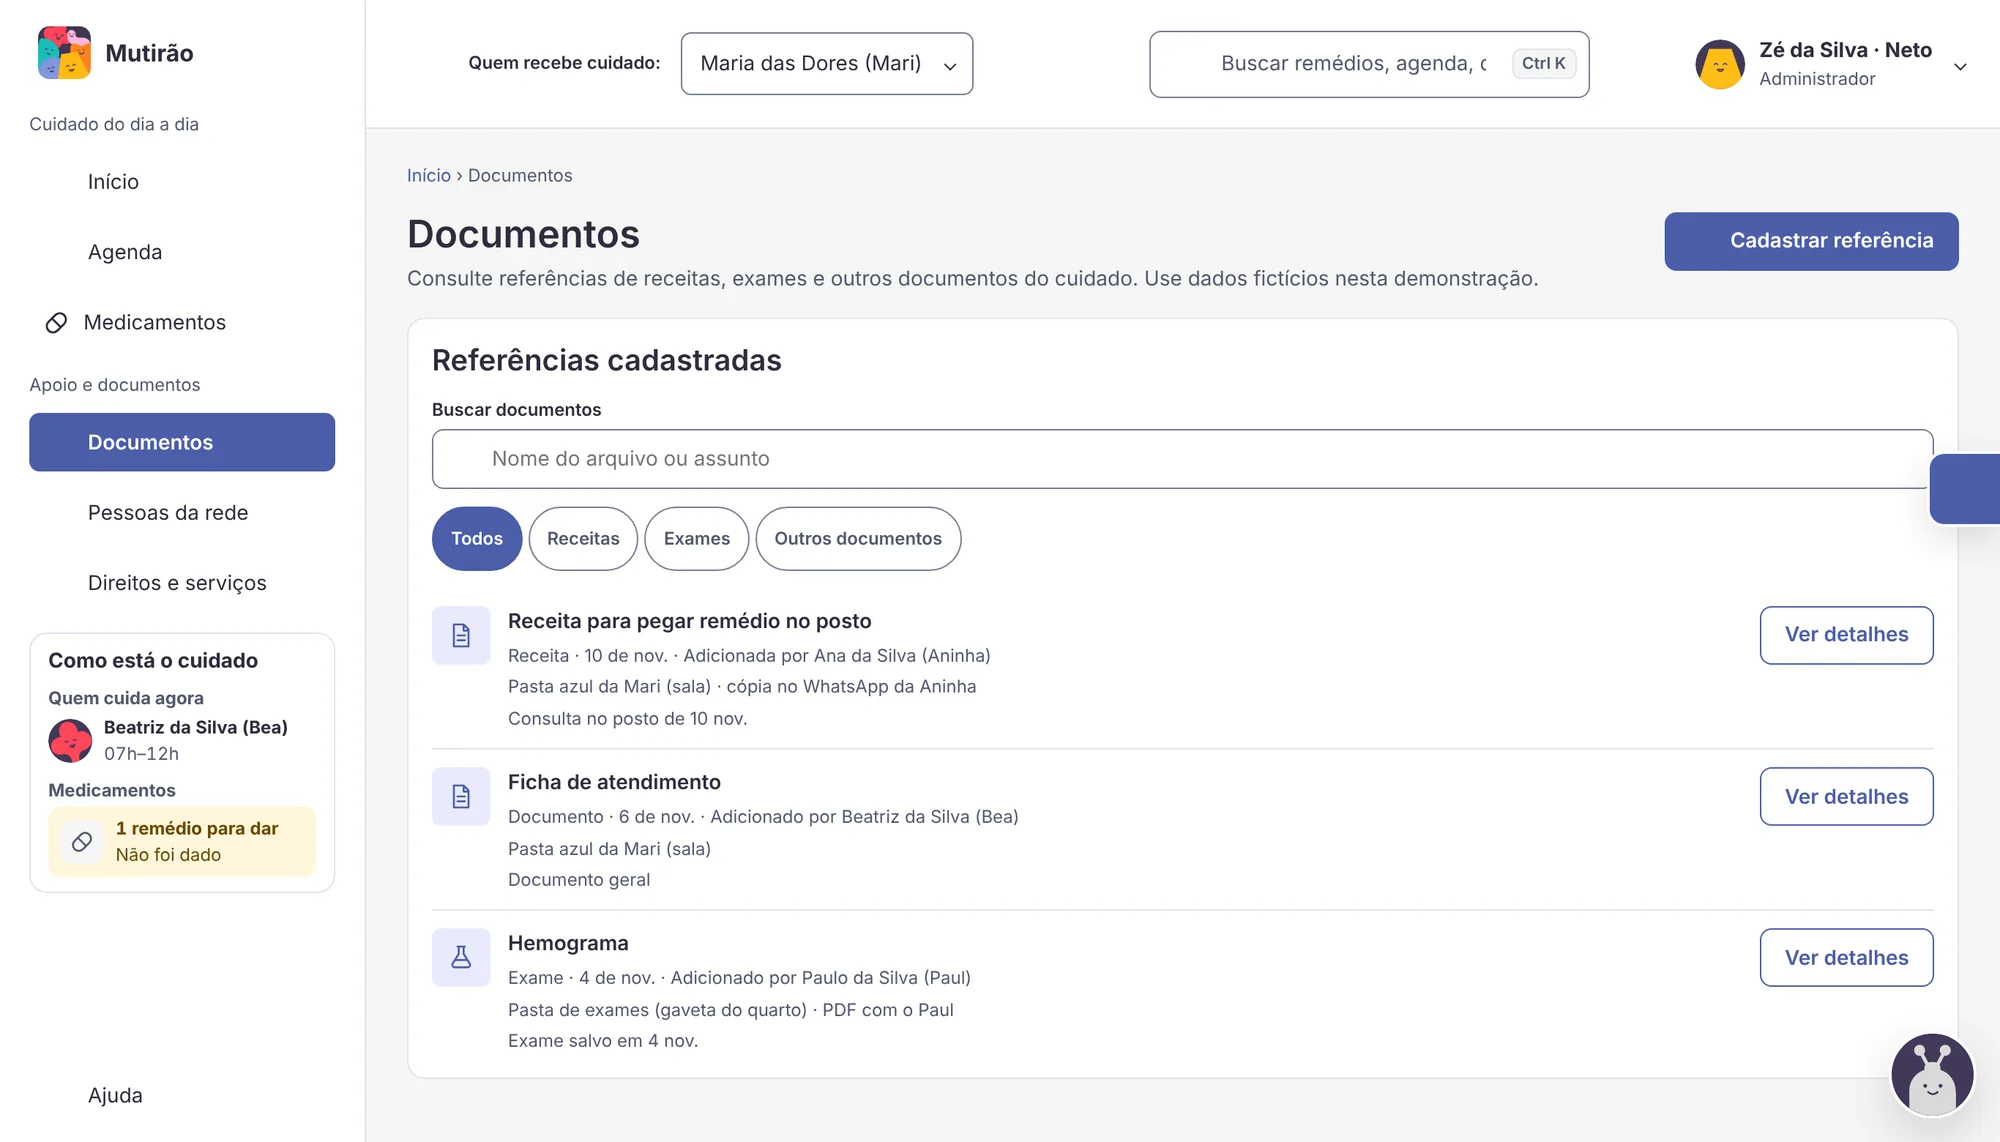 Mutirão
Cuidado do dia a dia
Início
Agenda
Medicamentos
Apoio e documentos
Documentos
Pessoas da rede
Direitos e serviços
Como está o cuidado
Quem cuida agora
Beatriz da Silva (Bea)
07h–12h
Medicamentos
1 remédio para dar
Não foi dado
Ajuda
Quem recebe cuidado:
Maria das Dores (Mari)
Buscar remédios, agenda, c
Ctrl K
Zé da Silva · Neto
Administrador
Início › Documentos
Documentos
Consulte referências de receitas, exames e outros documentos do cuidado. Use dados fictícios nesta demonstração.
Cadastrar referência
Referências cadastradas
Buscar documentos
Nome do arquivo ou assunto
Todos
Receitas
Exames
Outros documentos
Receita para pegar remédio no posto
Receita · 10 de nov. · Adicionada por Ana da Silva (Aninha)
Pasta azul da Mari (sala) · cópia no WhatsApp da Aninha
Consulta no posto de 10 nov.
Ver detalhes
Ficha de atendimento
Documento · 6 de nov. · Adicionado por Beatriz da Silva (Bea)
Pasta azul da Mari (sala)
Documento geral
Ver detalhes
Hemograma
Exame · 4 de nov. · Adicionado por Paulo da Silva (Paul)
Pasta de exames (gaveta do quarto) · PDF com o Paul
Exame salvo em 4 nov.
Ver detalhes